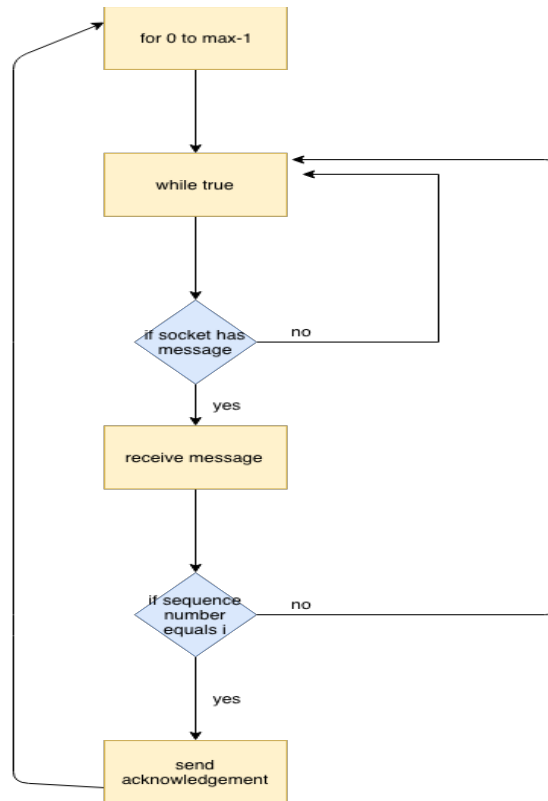 for 0 to max-1
while true
if socket has
message
no
yes
receive message
if sequence
number
equals i
no
yes
send
acknowledgement